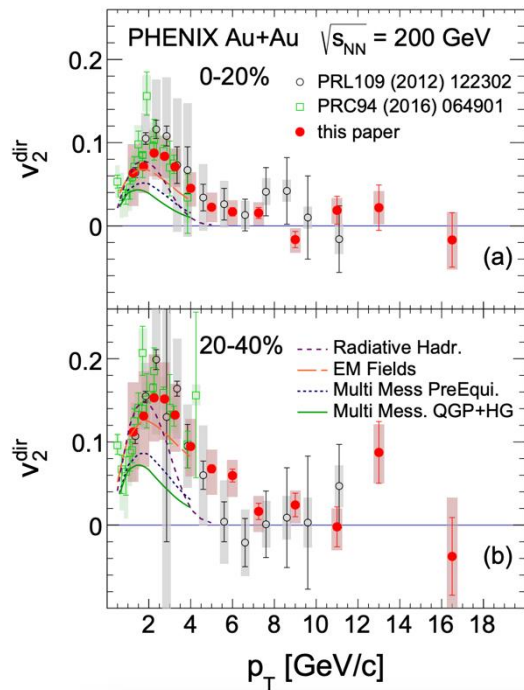 PHENIX Au+Au √s_NN = 200 GeV
0-20%
PRL109 (2012) 122302
PRC94 (2016) 064901
this paper
v₂^dir
0.2
0.1
0
(a)
20-40%
Radiative Hadr.
EM Fields
Multi Mess PreEqui.
Multi Mess. QGP+HG
v₂^dir
0.2
0.1
0
(b)
2 4 6 8 10 12 14 16 18
p_T [GeV/c]